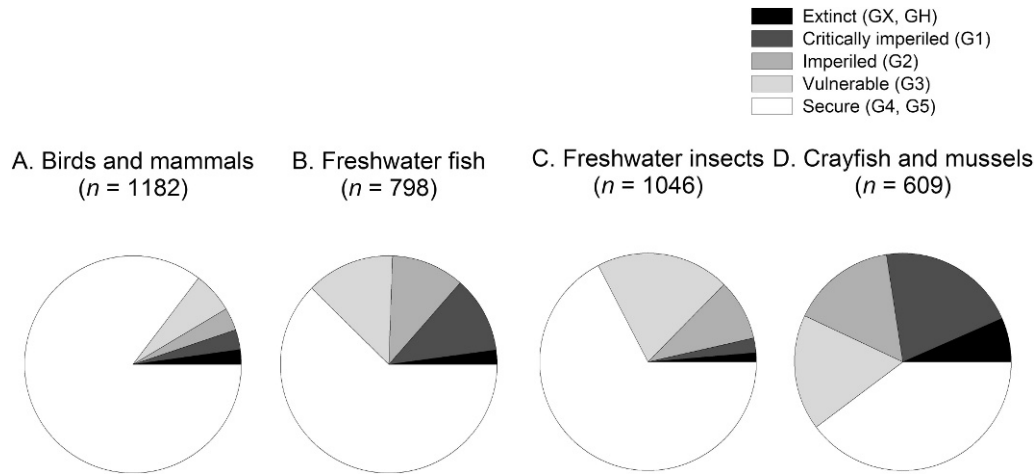 Extinct (GX, GH)
Critically imperiled (G1)
Imperiled (G2)
Vulnerable (G3)
Secure (G4, G5)
A. Birds and mammals
(n = 1182)
B. Freshwater fish
(n = 798)
C. Freshwater insects
(n = 1046)
D. Crayfish and mussels
(n = 609)